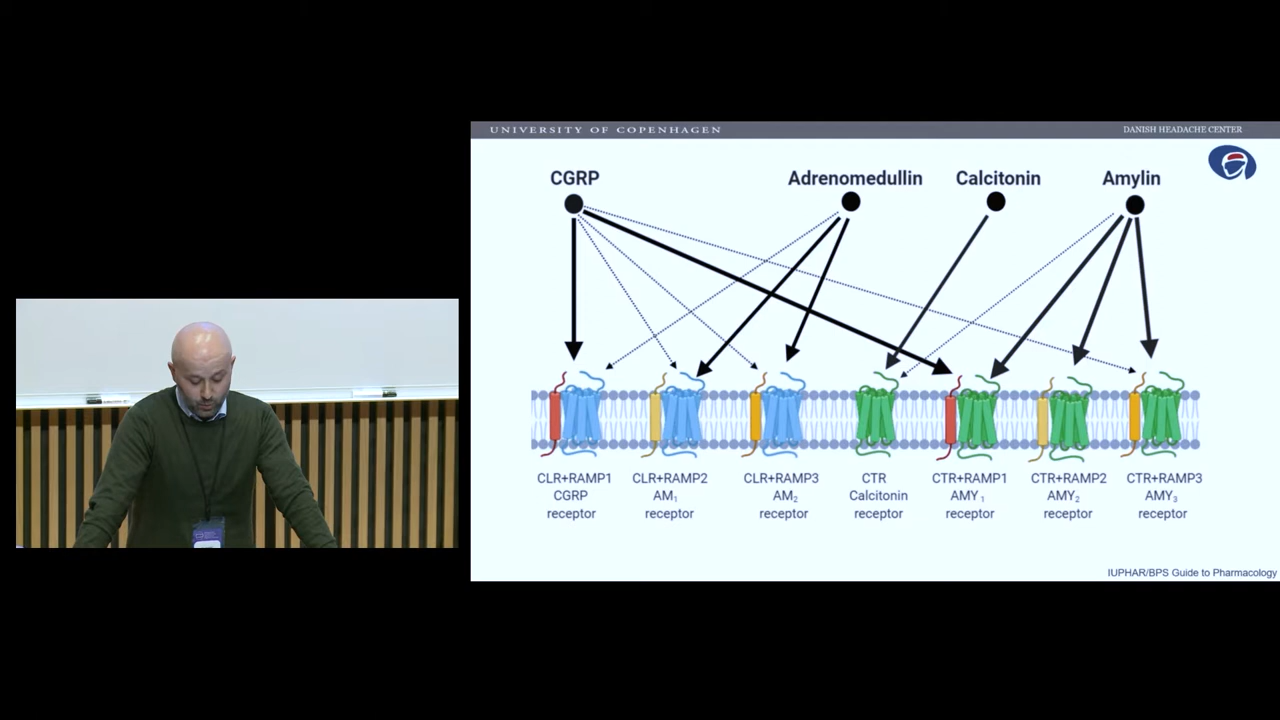 UNIVERSITY OF COPENHAGEN
DANISH HEADACHE CENTER
CGRP
Adrenomedullin
Calcitonin
Amylin
CLR+RAMP1
CGRP
receptor
CLR+RAMP2
AM₁
receptor
CLR+RAMP3
AM₂
receptor
CTR
Calcitonin
receptor
CTR+RAMP1
AMY₁
receptor
CTR+RAMP2
AMY₂
receptor
CTR+RAMP3
AMY₃
receptor
IUPHAR/BPS Guide to Pharmacology